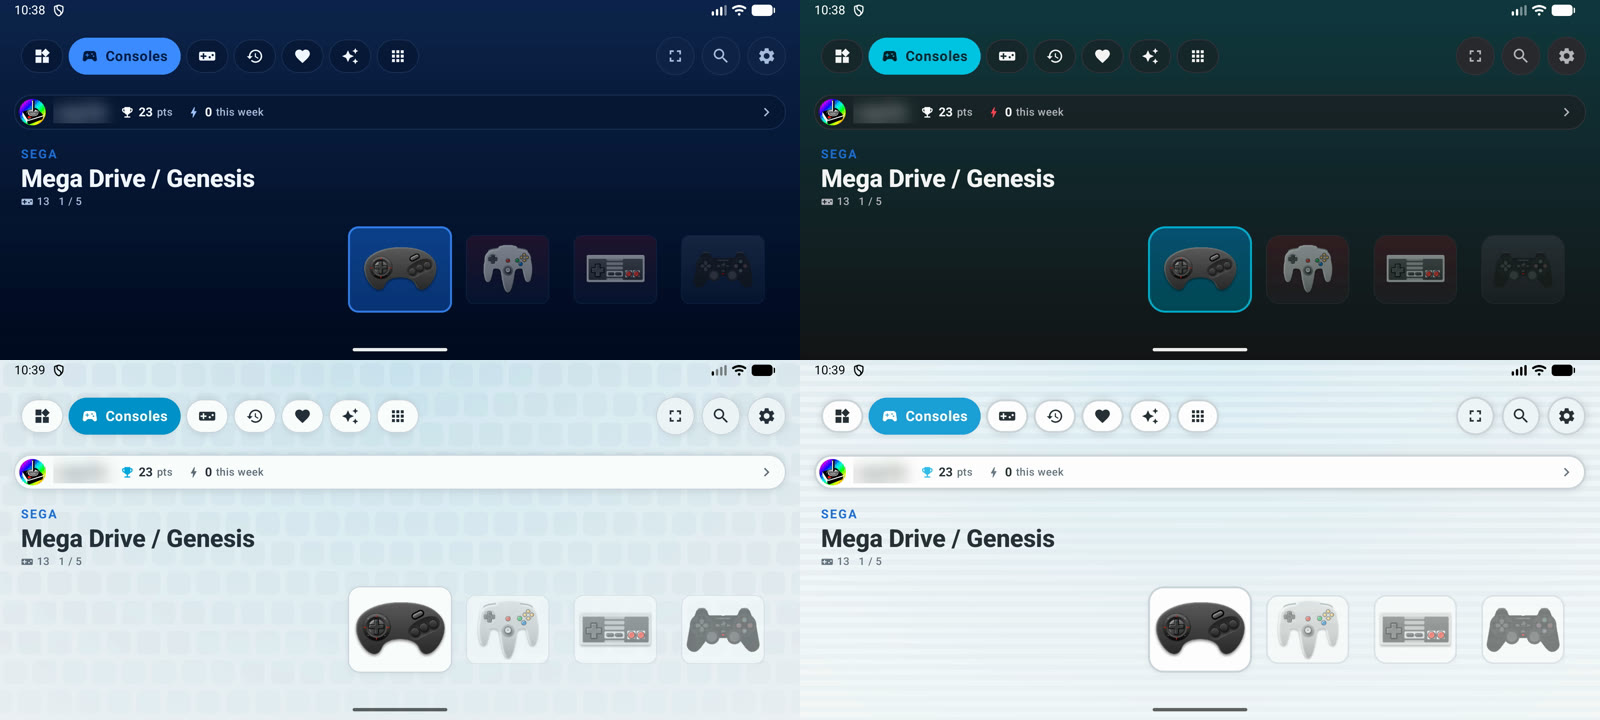 10:38
Consoles
23 pts 0 this week
SEGA
Mega Drive / Genesis
13 1 / 5
10:38
Consoles
23 pts 0 this week
SEGA
Mega Drive / Genesis
13 1 / 5
10:39
Consoles
23 pts 0 this week
SEGA
Mega Drive / Genesis
13 1 / 5
10:39
Consoles
23 pts 0 this week
SEGA
Mega Drive / Genesis
13 1 / 5